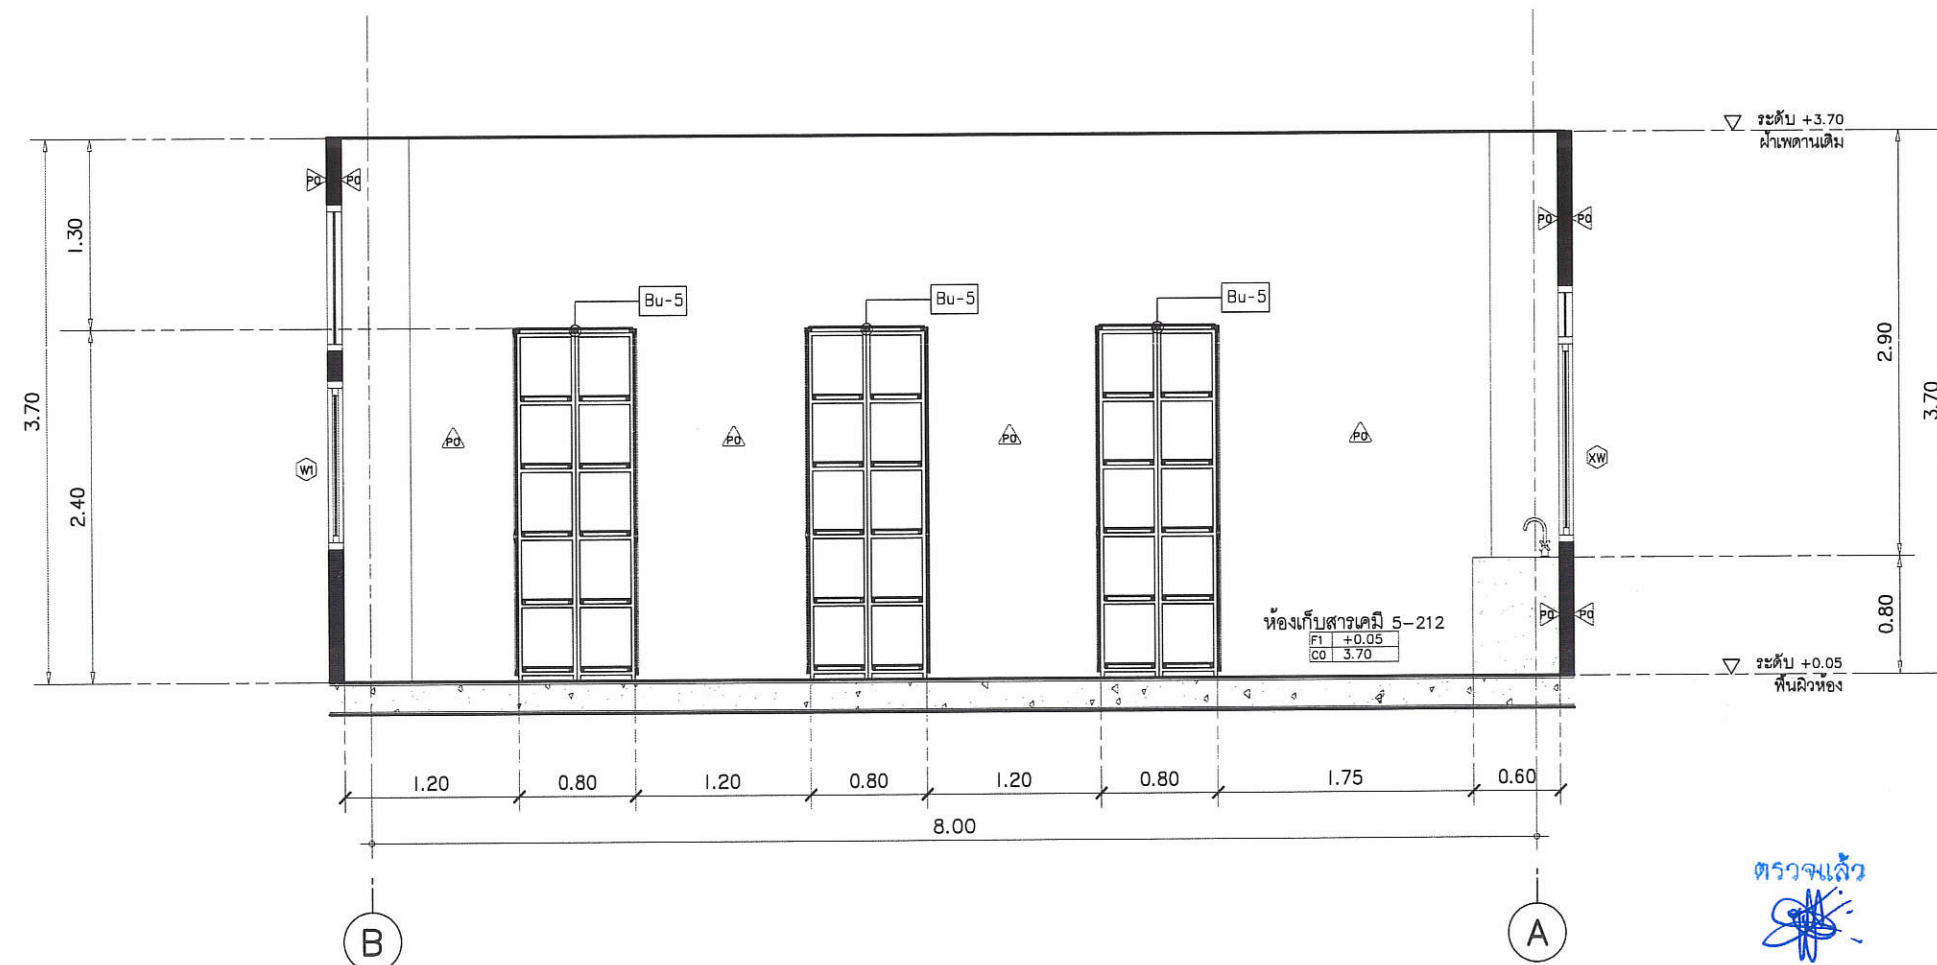 ระดับ +3.70
ฝ้าเพดานเดิม
PO PO
PO PO
1.30
Bu-5
Bu-5
Bu-5
2.90
3.70
3.70
2.40
PO
PO
PO
PO
W1
XW
ห้องเก็บสารเคมี 5-212
F1 +0.05
CO 3.70
PO PO
0.80
ระดับ +0.05
พื้นผิวห้อง
1.20 0.80 1.20 0.80 1.20 0.80 1.75 0.60
8.00
ตรวจแล้ว
B
A